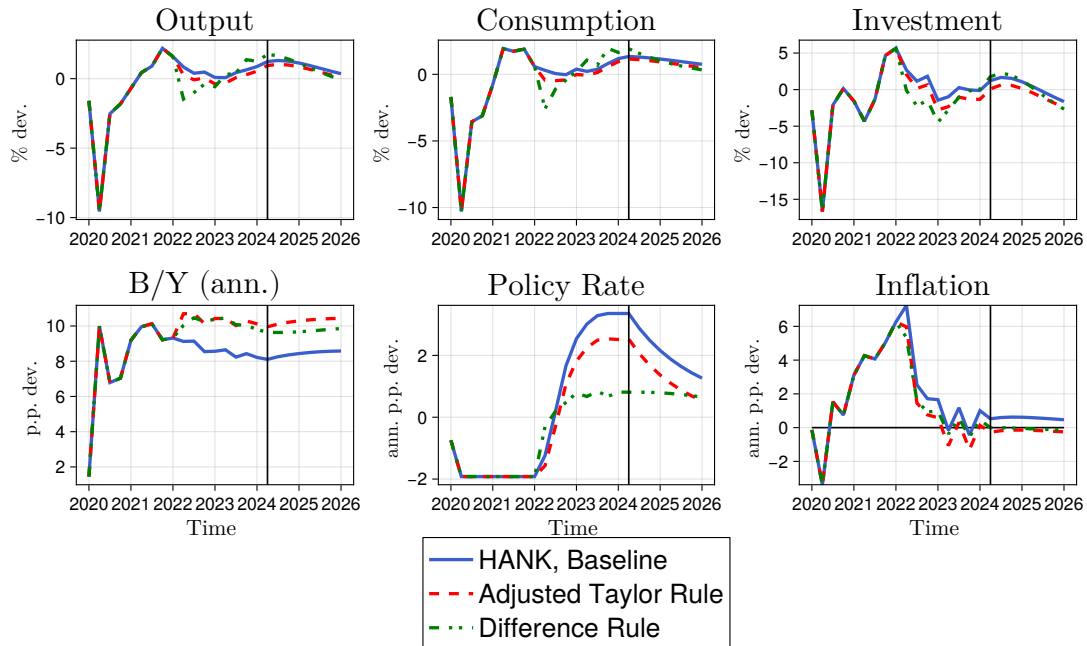 Output
Consumption
Investment
% dev.
0
−5
−10
2020 2021 2022 2023 2024 2025 2026
% dev.
0
−5
−10
2020 2021 2022 2023 2024 2025 2026
% dev.
5
0
−5
−10
−15
2020 2021 2022 2023 2024 2025 2026
B/Y (ann.)
Policy Rate
Inflation
p.p. dev.
10
8
6
4
2
2020 2021 2022 2023 2024 2025 2026
Time
ann. p.p. dev.
2
0
−2
2020 2021 2022 2023 2024 2025 2026
Time
ann. p.p. dev.
6
4
2
0
−2
2020 2021 2022 2023 2024 2025 2026
Time
HANK, Baseline
Adjusted Taylor Rule
Difference Rule